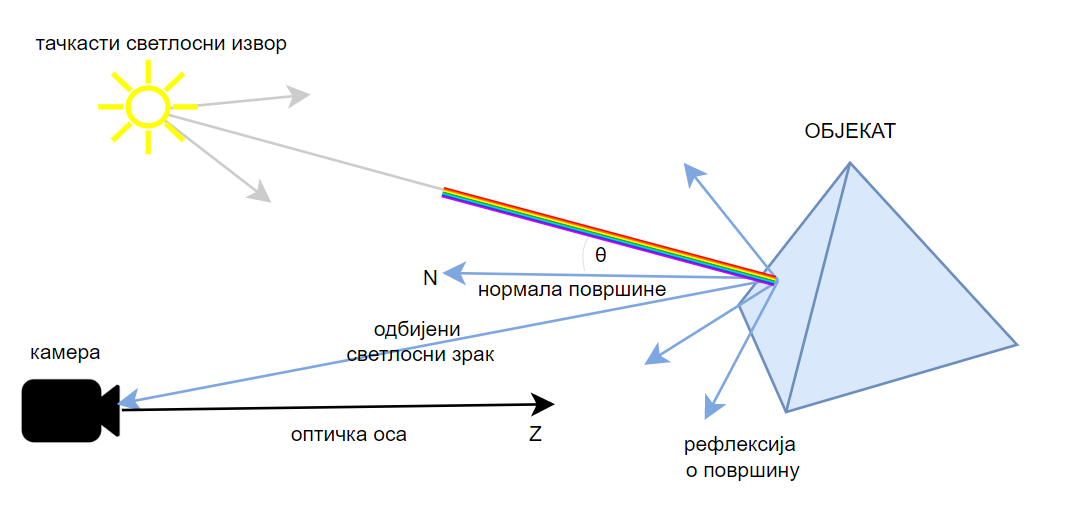 тачкасти светлосни извор
ОБЈЕКАТ
θ
N
нормала површине
одбијени
светлосни зрак
камера
оптичка оса
Z
рефлексија
о површину